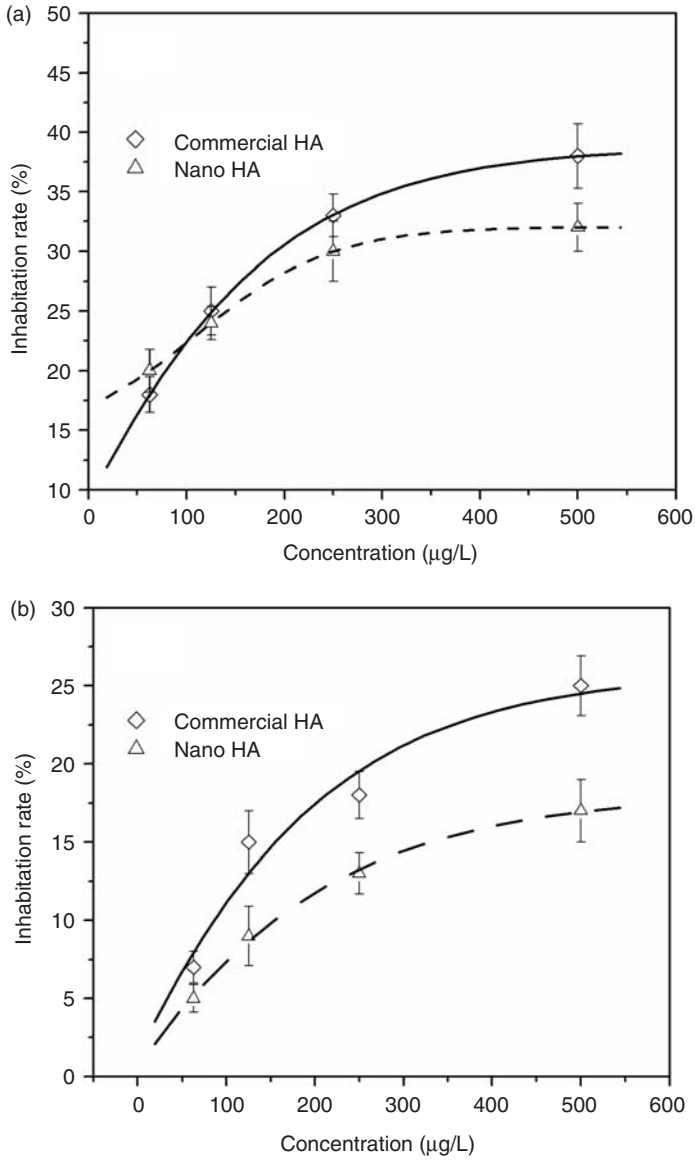 (a)
50
45
40
35
30
25
20
15
10
Inhabitation rate (%)
Commercial HA
Nano HA
0 100 200 300 400 500 600
Concentration (μg/L)
(b)
30
25
20
15
10
5
0
Inhabitation rate (%)
Commercial HA
Nano HA
0 100 200 300 400 500 600
Concentration (μg/L)